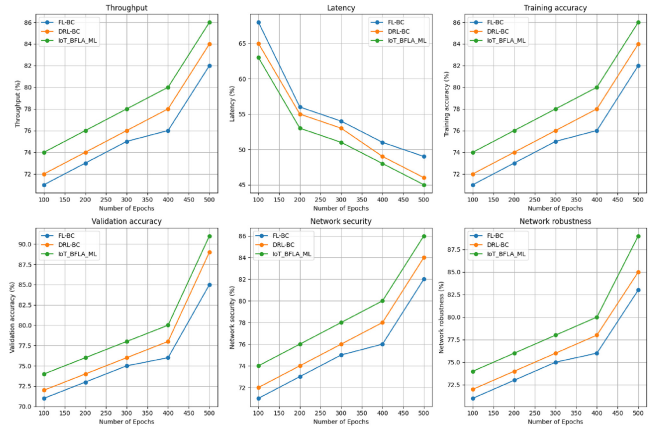 Throughput
FL-BC
DRL-BC
IoT_BFLA_ML
86
84
82
80
78
76
74
72
Throughput (%)
100 150 200 250 300 350 400 450 500
Number of Epochs
Latency
FL-BC
DRL-BC
IoT_BFLA_ML
65
60
55
50
45
Latency (%)
100 150 200 250 300 350 400 450 500
Number of Epochs
Training accuracy
FL-BC
DRL-BC
IoT_BFLA_ML
86
84
82
80
78
76
74
72
Training accuracy (%)
100 150 200 250 300 350 400 450 500
Number of Epochs
Validation accuracy
FL-BC
DRL-BC
IoT_BFLA_ML
90.0
87.5
85.0
82.5
80.0
77.5
75.0
72.5
70.0
Validation accuracy (%)
100 150 200 250 300 350 400 450 500
Number of Epochs
Network security
FL-BC
DRL-BC
IoT_BFLA_ML
86
84
82
80
78
76
74
72
Network security (%)
100 150 200 250 300 350 400 450 500
Number of Epochs
Network robustness
FL-BC
DRL-BC
IoT_BFLA_ML
87.5
85.0
82.5
80.0
77.5
75.0
72.5
Network robustness (%)
100 150 200 250 300 350 400 450 500
Number of Epochs